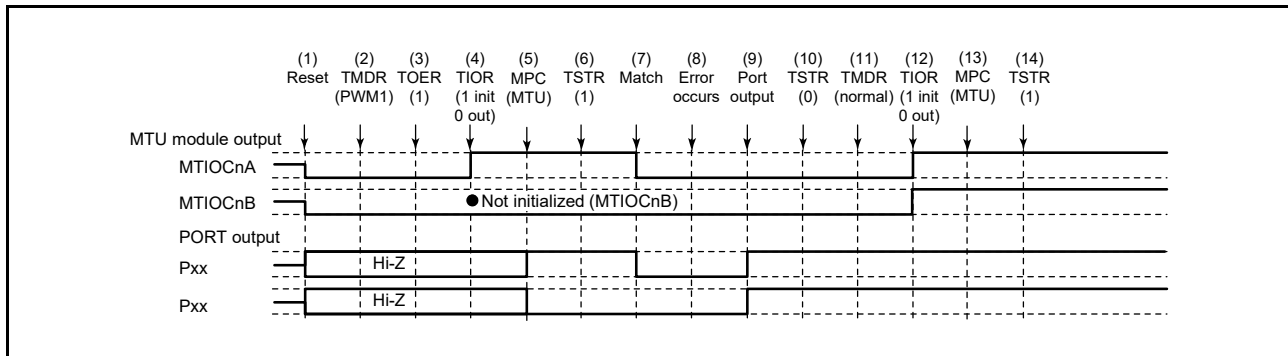 (1) (2) (3) (4) (5) (6) (7) (8) (9) (10) (11) (12) (13) (14)
Reset TMDR TOER TIOR MPC TSTR Match Error Port TSTR TMDR TIOR MPC TSTR
(PWM1) (1) (1 init (MTU) (1) occurs output (0) (normal) (1 init (MTU) (1)
0 out) 0 out)
MTU module output
MTIOCnA
MTIOCnB ● Not initialized (MTIOCnB)
PORT output
Pxx Hi-Z
Pxx Hi-Z